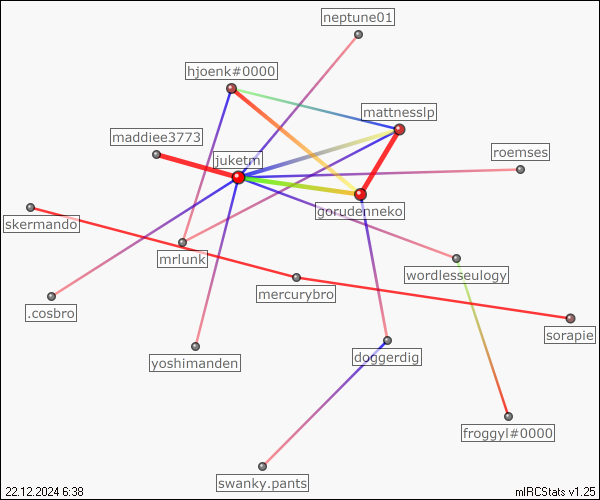 neptune01
hjoenk#0000
mattnesslp
maddiee3773
juketm
roemses
gorudenneko
skermando
mrlunk
wordlesseulogy
mercurybro
.cosbro
sorapie
yoshimanden
doggerdig
froggyl#0000
swanky.pants
22.12.2024 6:38
mIRCStats v1.25